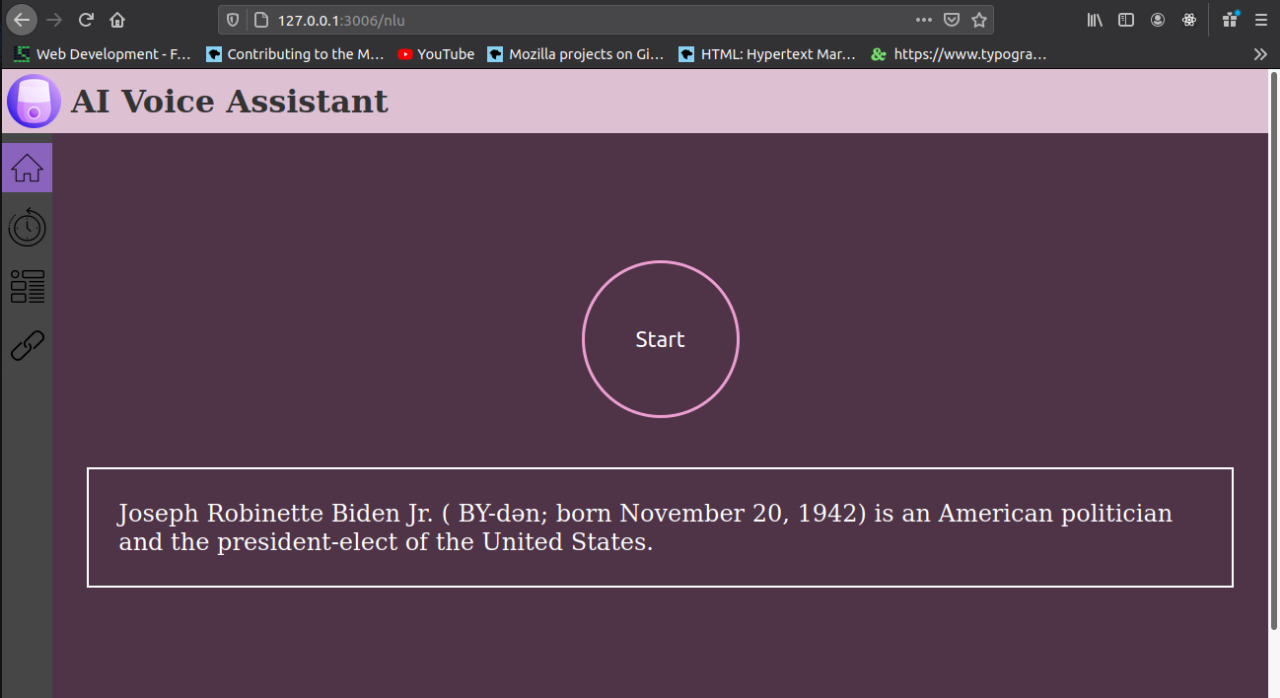 127.0.0.1:3006/nlu
Web Development - F... Contributing to the M... YouTube Mozilla projects on Gi... HTML: Hypertext Mar... https://www.typogra...
AI Voice Assistant
Start
Joseph Robinette Biden Jr. ( BY-dən; born November 20, 1942) is an American politician
and the president-elect of the United States.